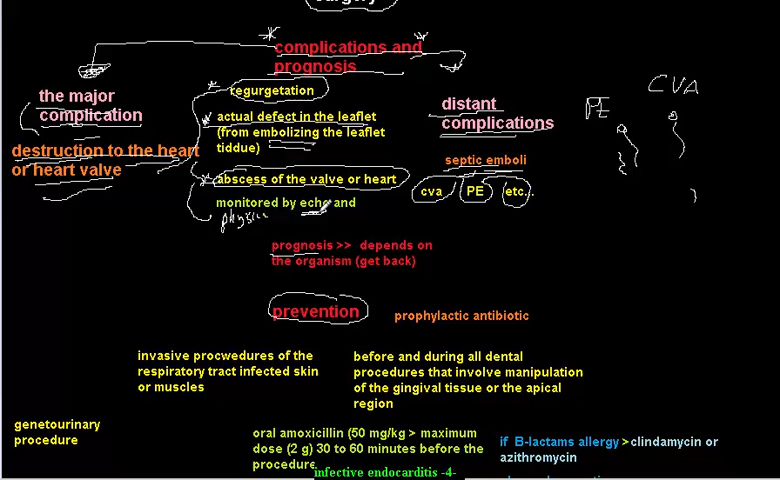 surgery
complications and
prognosis
the major
complication
destruction to the heart
or heart valve
regurgetation
actual defect in the leaflet
(from embolizing the leaflet
tiddue)
abscess of the valve or heart
monitored by echo and
physica
distant
complications
septic emboli
cva PE etc..
PE
CVA
prognosis >> depends on
the organism (get back)
prevention
prophylactic antibiotic
invasive procwedures of the
respiratory tract infected skin
or muscles
before and during all dental
procedures that involve manipulation
of the gingival tissue or the apical
region
genetourinary
procedure
oral amoxicillin (50 mg/kg > maximum
dose (2 g) 30 to 60 minutes before the
procedure
if B-lactams allergy > clindamycin or
azithromycin
infective endocarditis -4-